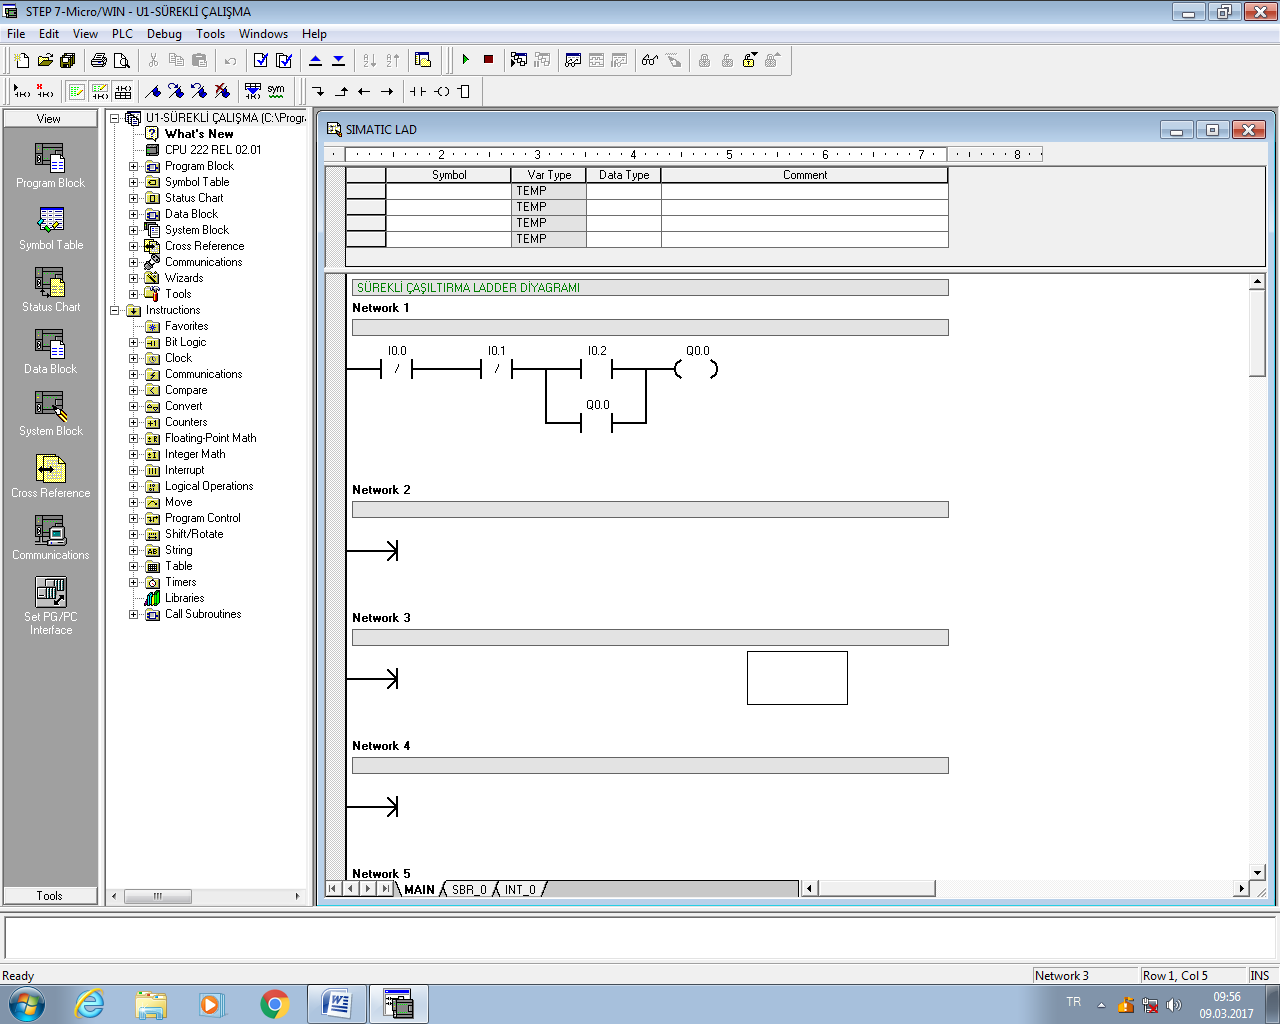 STEP 7-Micro/WIN - U1-SÜREKLİ ÇALIŞMA
File Edit View PLC Debug Tools Windows Help
View
Program Block
Symbol Table
Status Chart
Data Block
System Block
Cross Reference
Communications
Set PG/PC
Interface
Tools
U1-SÜREKLİ ÇALIŞMA (C:\Progr
What's New
CPU 222 REL 02.01
Program Block
Symbol Table
Status Chart
Data Block
System Block
Cross Reference
Communications
Wizards
Tools
Instructions
Favorites
Bit Logic
Clock
Communications
Compare
Convert
Counters
Floating-Point Math
Integer Math
Interrupt
Logical Operations
Move
Program Control
Shift/Rotate
String
Table
Timers
Libraries
Call Subroutines
SIMATIC LAD
2 3 4 5 6 7 8
Symbol Var Type Data Type Comment
TEMP
TEMP
TEMP
TEMP
SÜREKLİ ÇAŞILTIRMA LADDER DİYAGRAMI
Network 1
I0.0 I0.1 I0.2 Q0.0
Q0.0
Network 2
Network 3
Network 4
Network 5
MAIN SBR_0 INT_0
Ready
Network 3 Row 1, Col 5 INS
TR
09:56
09.03.2017